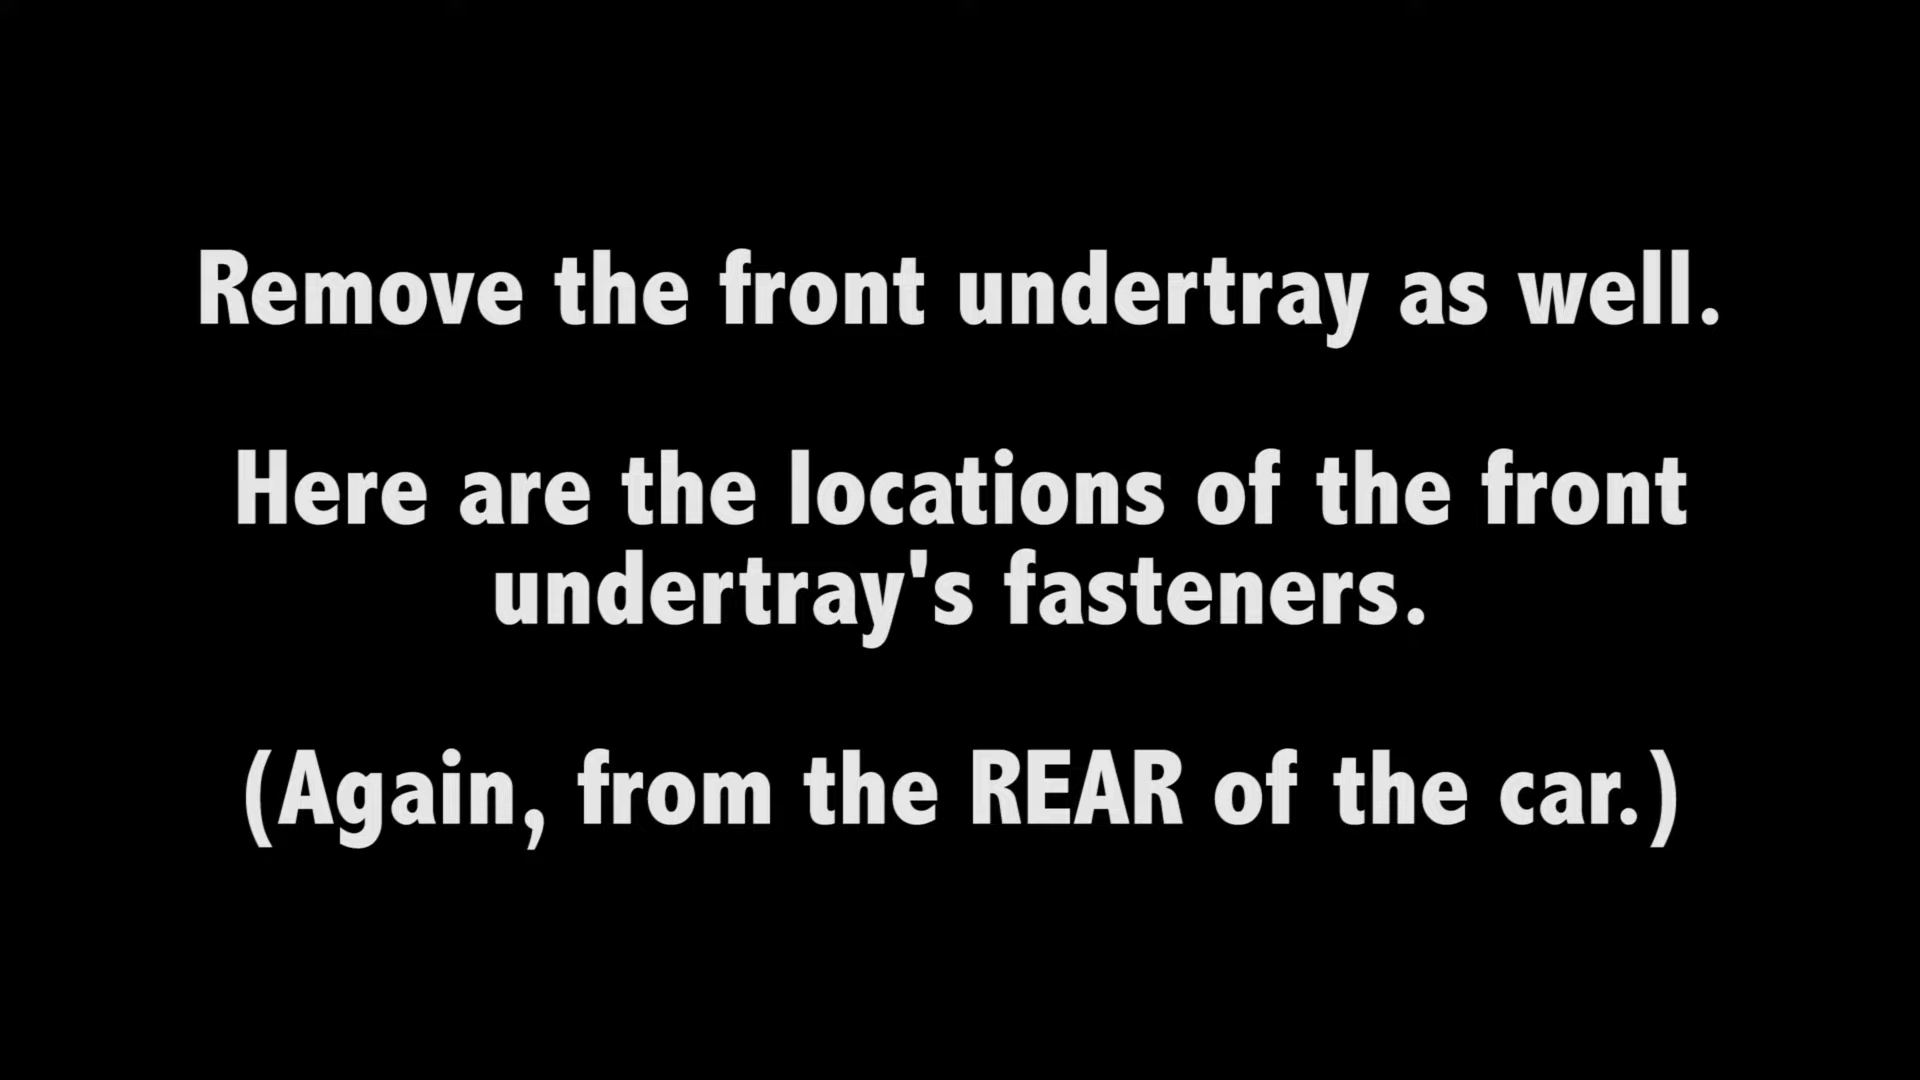 Remove the front undertray as well.
Here are the locations of the front
undertray's fasteners.
(Again, from the REAR of the car.)